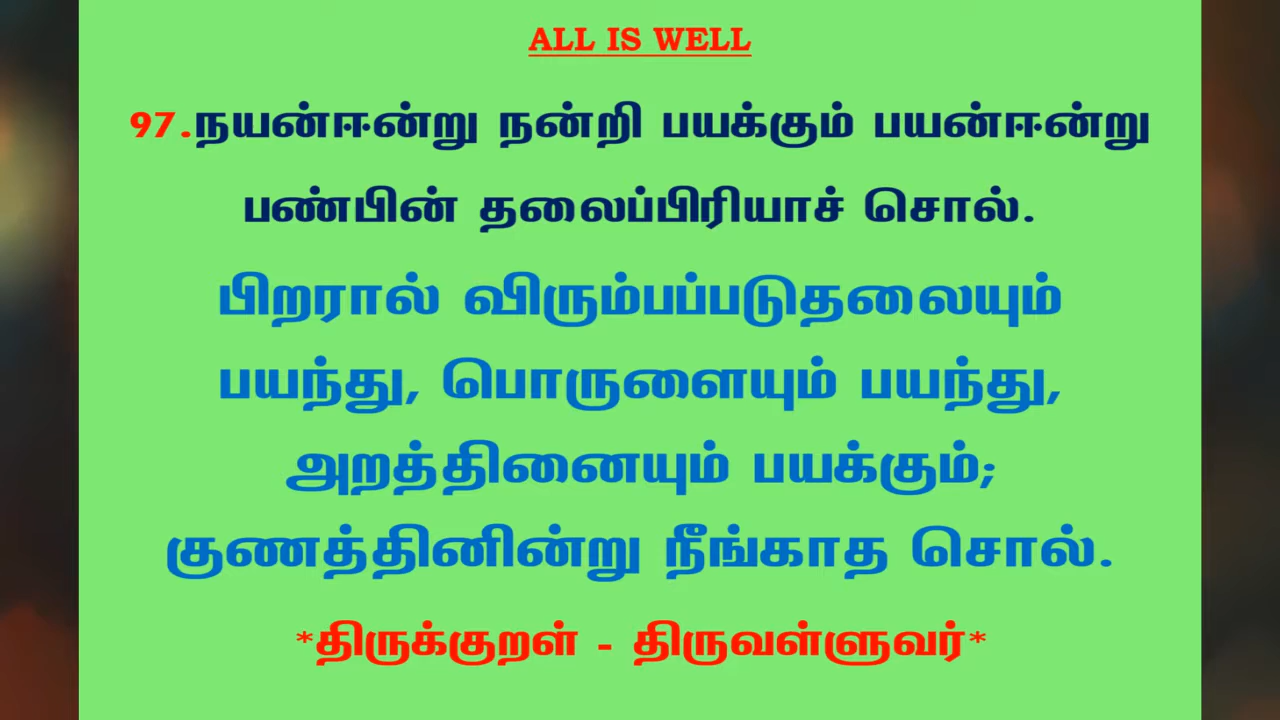 ALL IS WELL
97.நயன்ஈன்று நன்றி பயக்கும் பயன்ஈன்று
பண்பின் தலைப்பிரியாச் சொல்.
பிறரால் விரும்பப்படுதலையும்
பயந்து, பொருளையும் பயந்து,
அறத்தினையும் பயக்கும்;
குணத்தினின்று நீங்காத சொல்.
*திருக்குறள் - திருவள்ளுவர்*